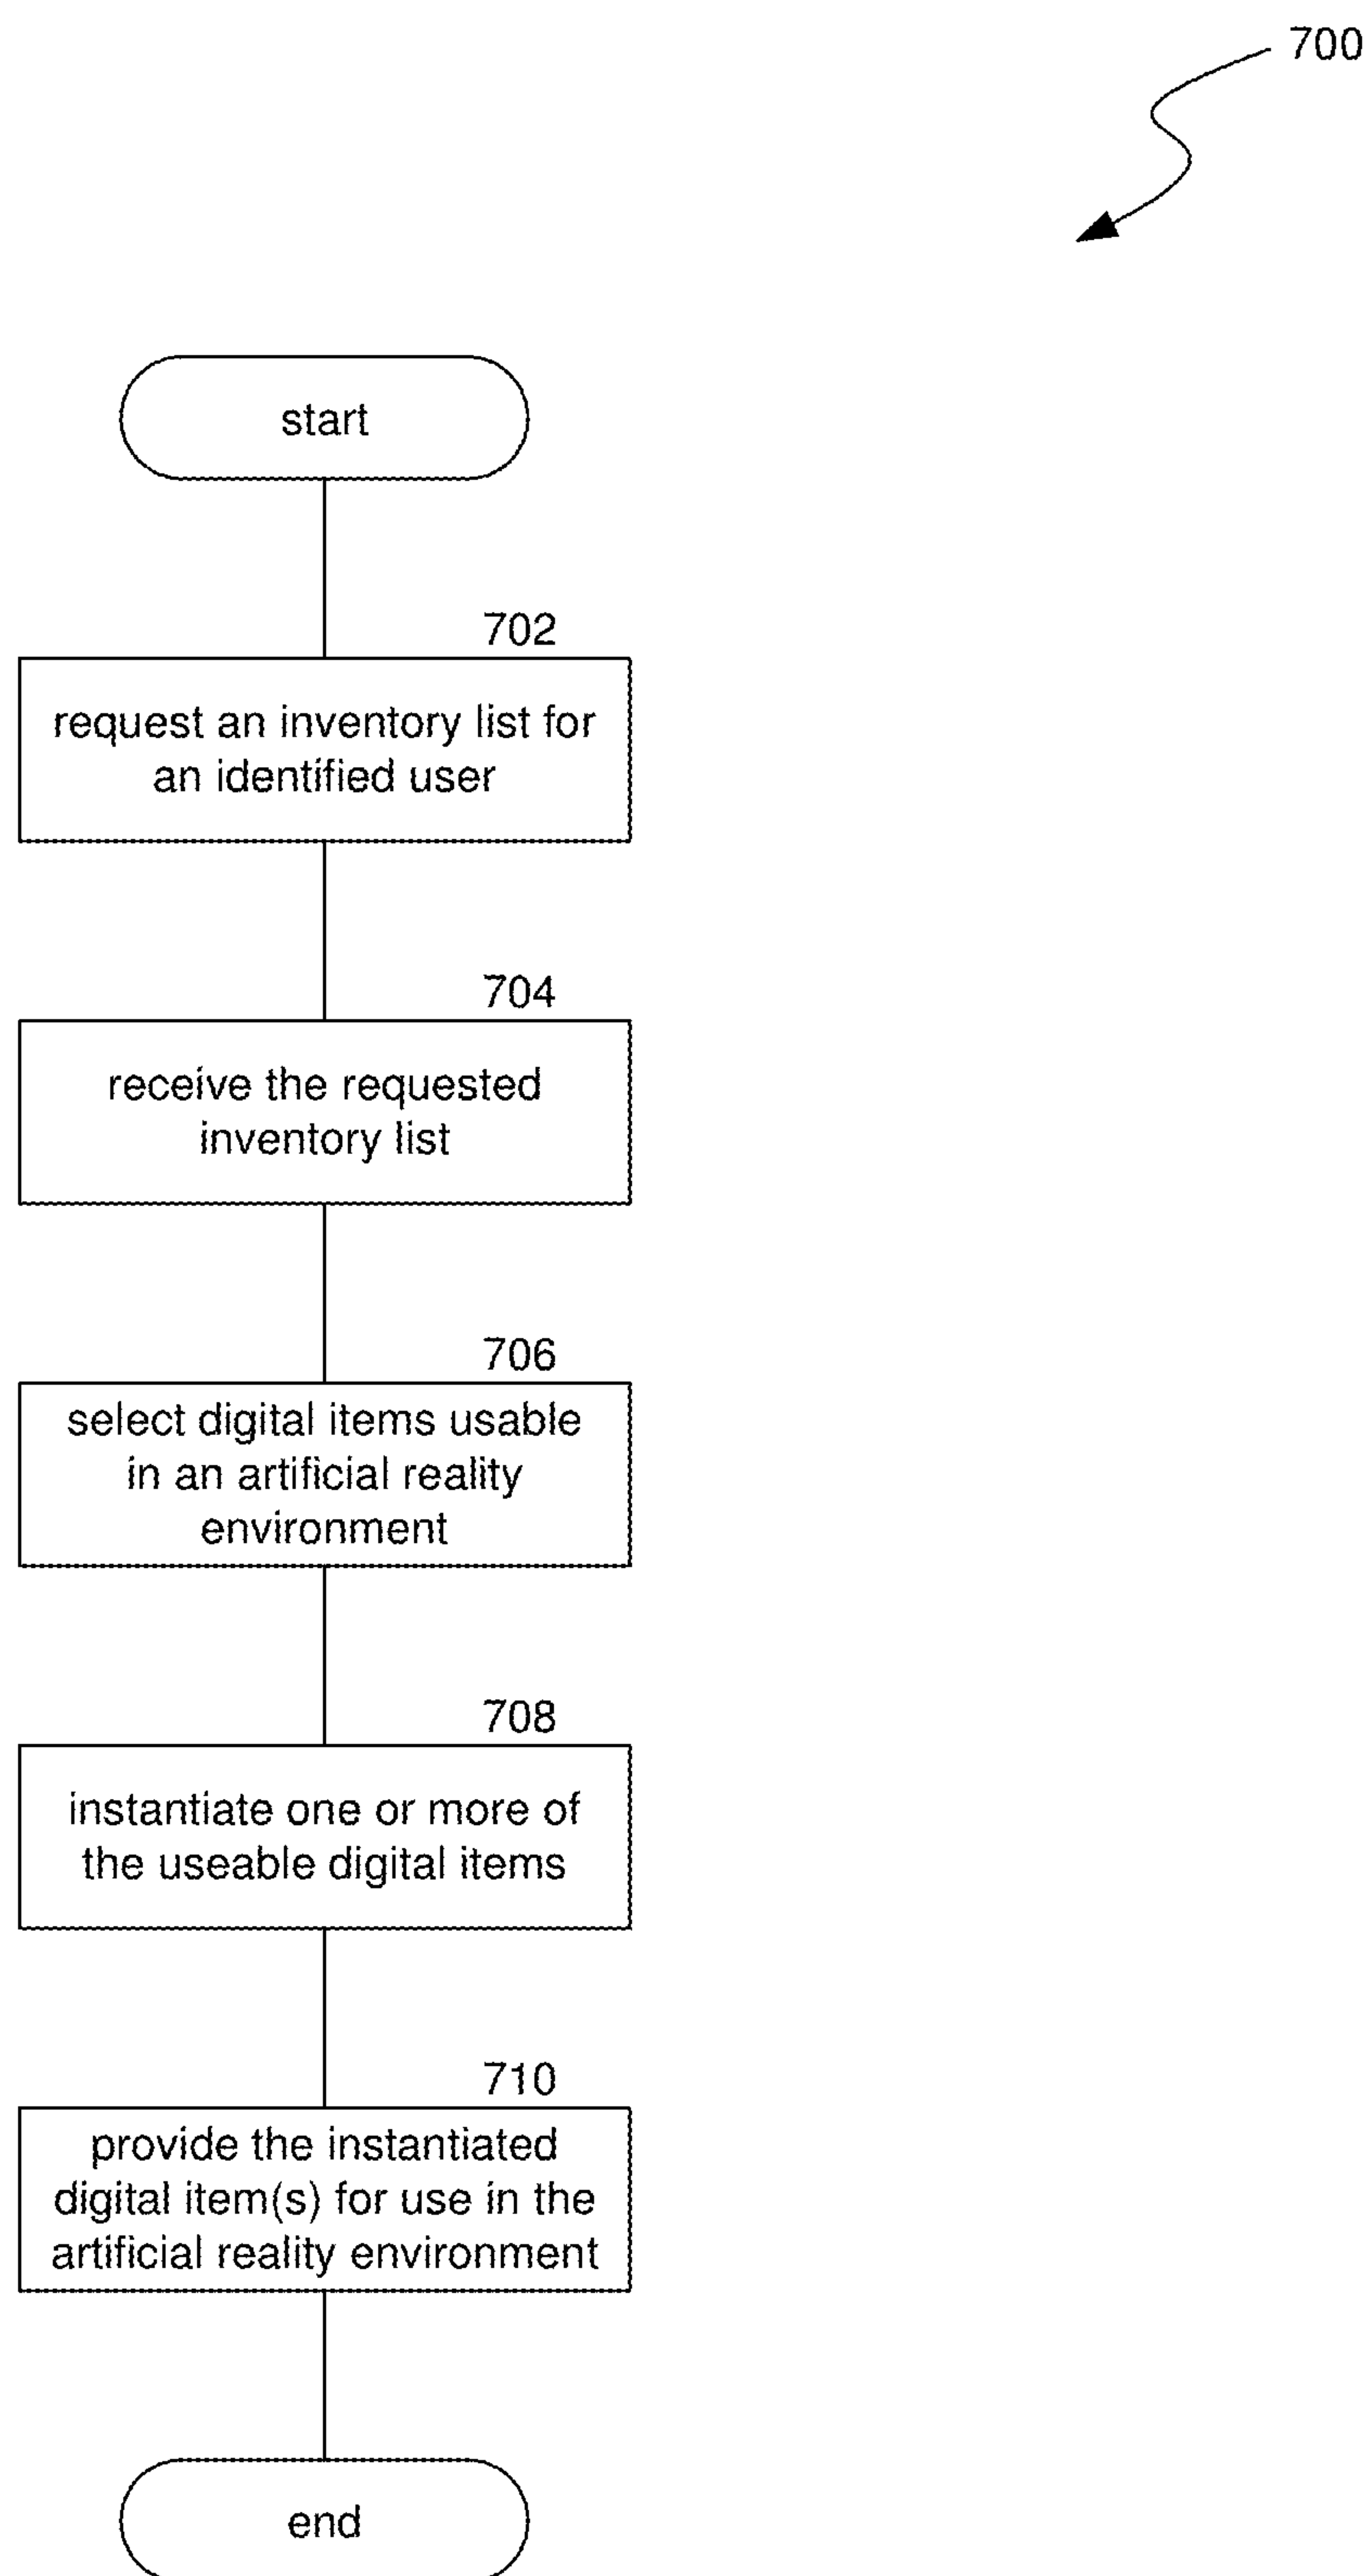 700
start
702
request an inventory list for
an identified user
704
receive the requested
inventory list
706
select digital items usable
in an artificial reality
environment
708
instantiate one or more of
the useable digital items
710
provide the instantiated
digital item(s) for use in the
artificial reality environment
end